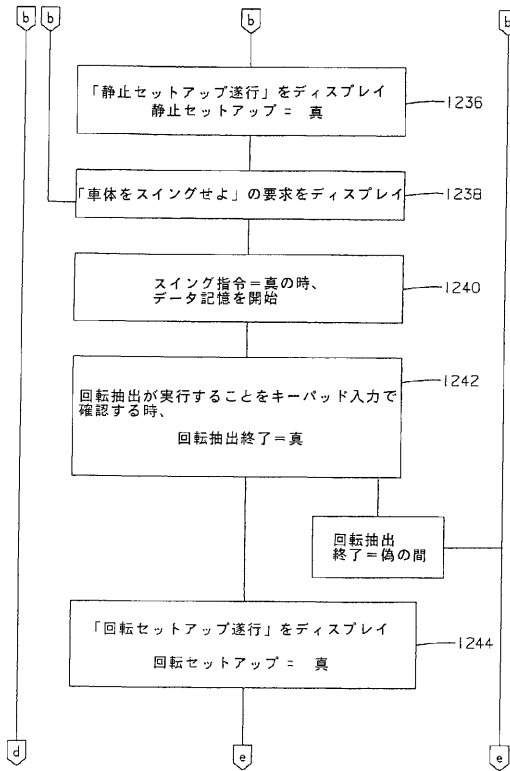 b b b b
「静止セットアップ遂行」をディスプレイ
静止セットアップ = 真
1236
「車体をスイングせよ」の要求をディスプレイ
1238
スイング指令=真の時、
データ記憶を開始
1240
回転抽出が実行することをキーパッド入力で
確認する時、
回転抽出終了=真
1242
回転抽出
終了=偽の間
「回転セットアップ遂行」をディスプレイ
回転セットアップ = 真
1244
d e e